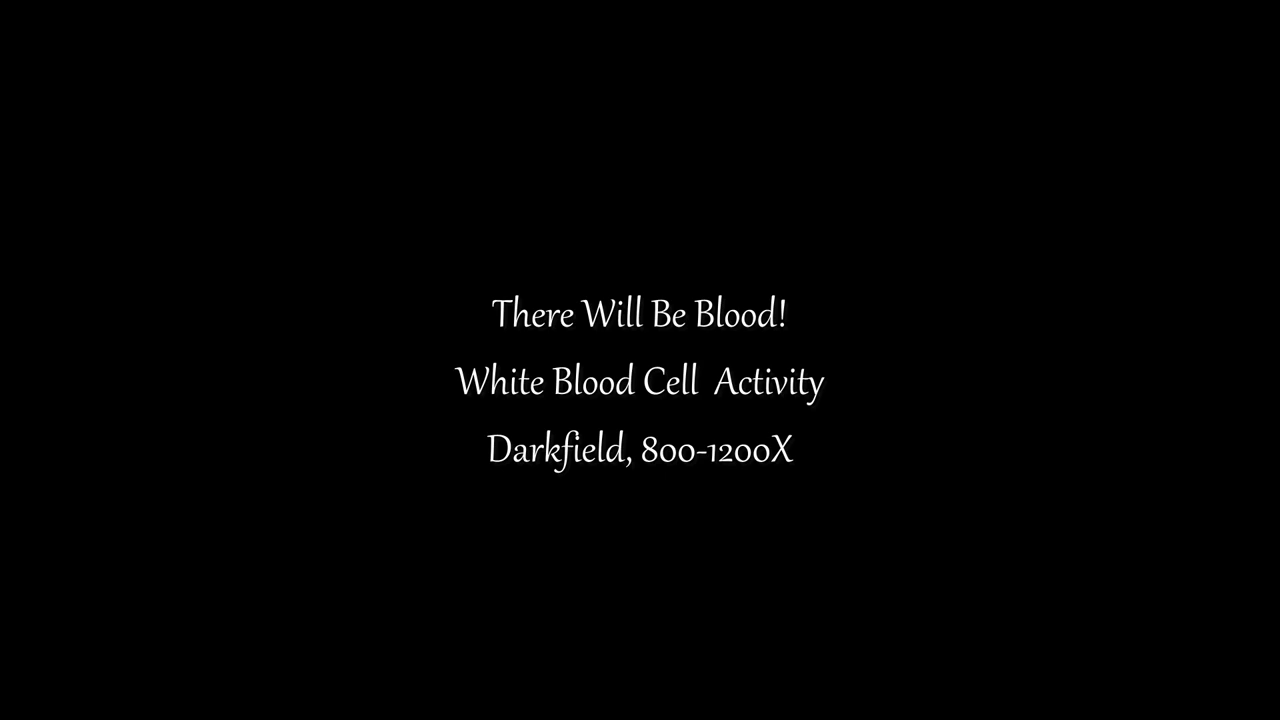 There Will Be Blood!
White Blood Cell Activity
Darkfield, 800-1200X